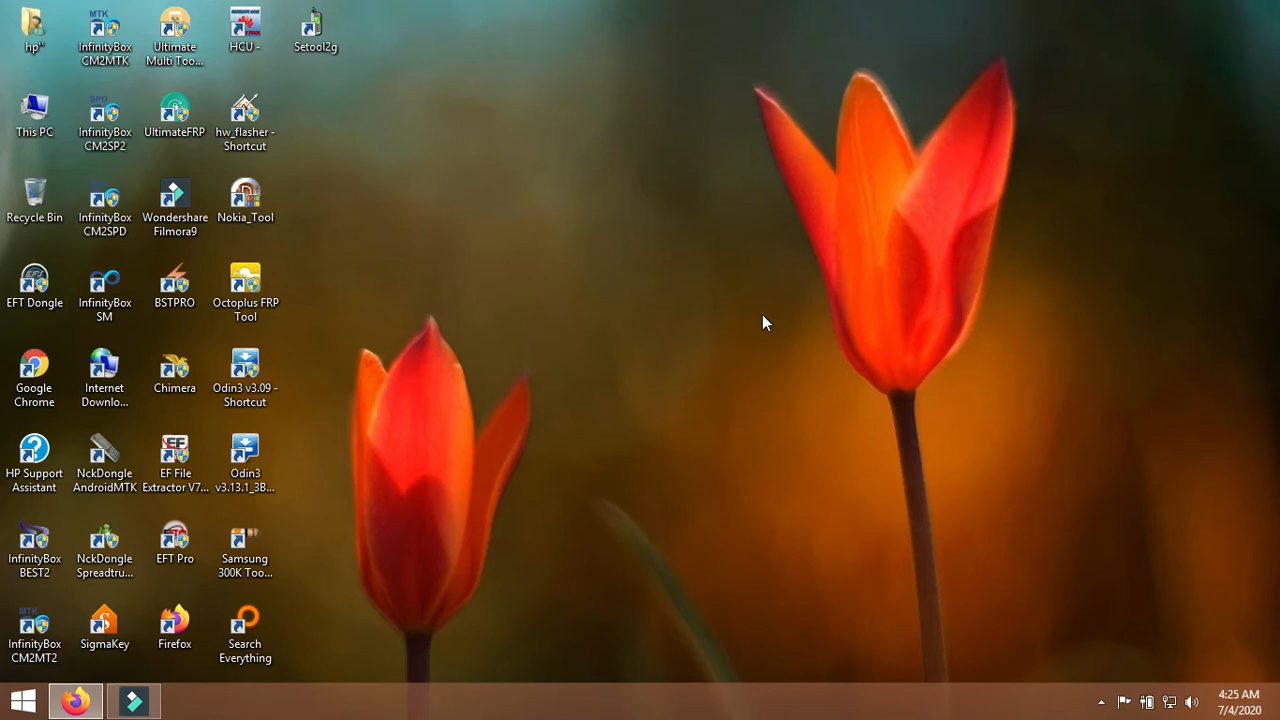 hp"
InfinityBox
CM2MTK
Ultimate
Multi Too...
HCU -
Setool2g
This PC
InfinityBox
CM2SP2
UltimateFRP
hw_flasher -
Shortcut
Recycle Bin
InfinityBox
CM2SPD
Wondershare
Filmora9
Nokia_Tool
EFT Dongle
InfinityBox
SM
BSTPRO
Octoplus FRP
Tool
Google
Chrome
Internet
Downlo...
Chimera
Odin3 v3.09 -
Shortcut
HP Support
Assistant
NckDongle
AndroidMTK
EF File
Extractor V7...
Odin3
v3.13.1_3B...
InfinityBox
BEST2
NckDongle
Spreadtru...
EFT Pro
Samsung
300K Too...
InfinityBox
CM2MT2
SigmaKey
Firefox
Search
Everything
4:25 AM
7/4/2020